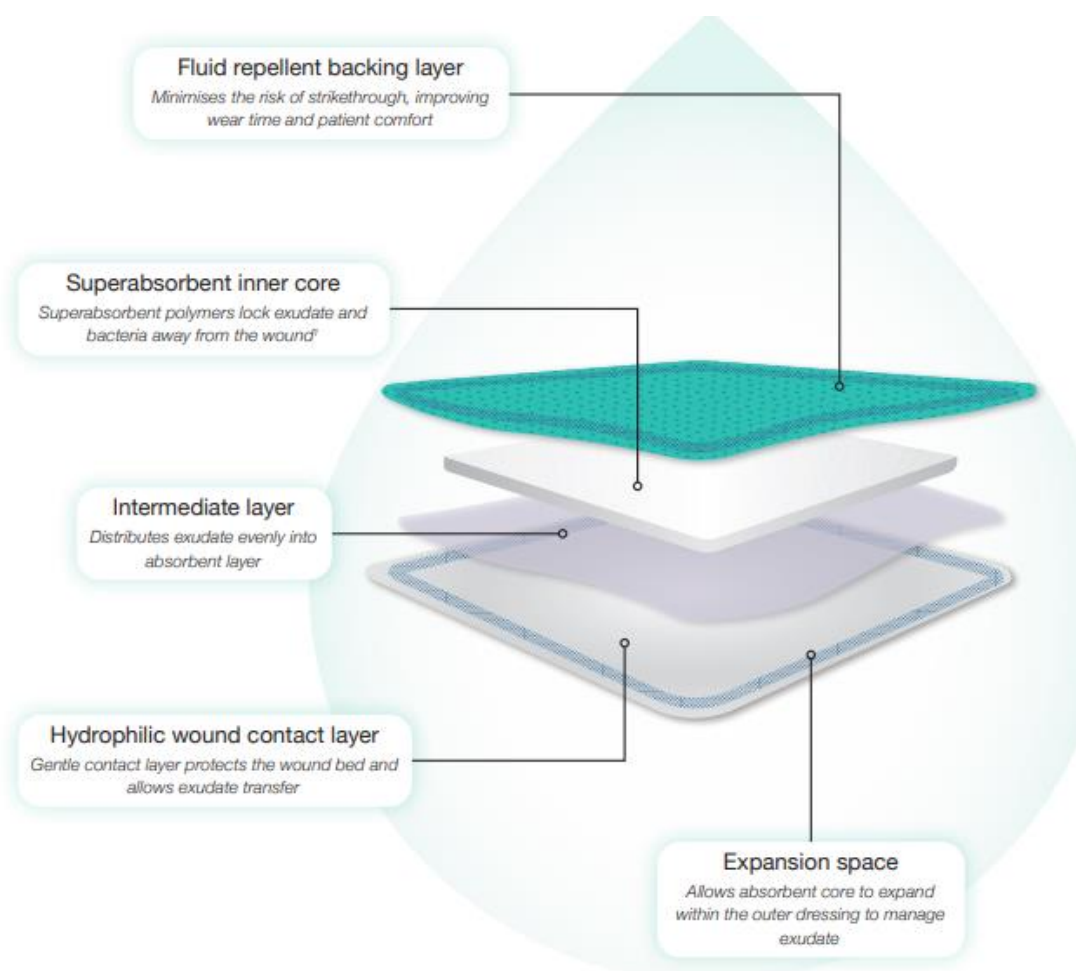 Fluid repellent backing layer
Minimises the risk of strikethrough, improving
wear time and patient comfort
Superabsorbent inner core
Superabsorbent polymers lock exudate and
bacteria away from the wound
Intermediate layer
Distributes exudate evenly into
absorbent layer
Hydrophilic wound contact layer
Gentle contact layer protects the wound bed and
allows exudate transfer
Expansion space
Allows absorbent core to expand
within the outer dressing to manage
exudate